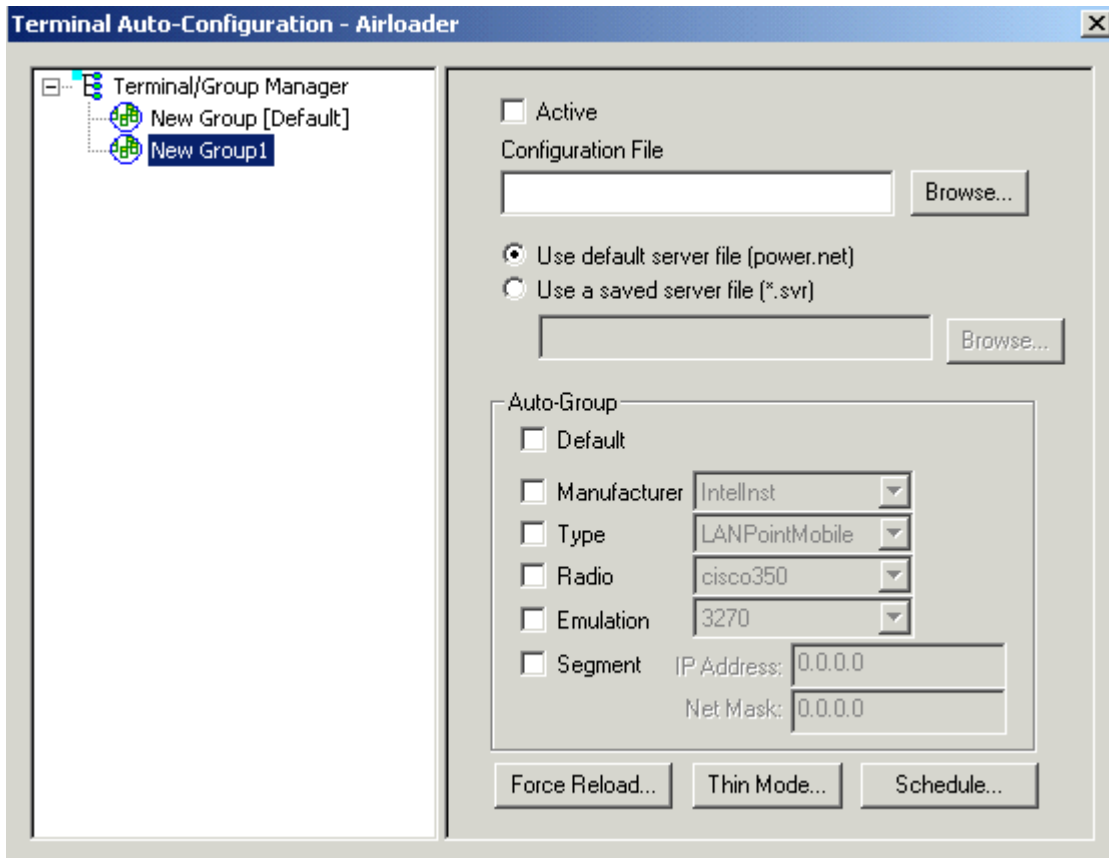 Terminal Auto-Configuration - Airloader
Terminal/Group Manager
New Group [Default]
New Group1
Active
Configuration File
Browse...
Use default server file (power.net)
Use a saved server file (*.svr)
Browse...
Auto-Group
Default
Manufacturer IntelInst
Type LANPointMobile
Radio cisco350
Emulation 3270
Segment IP Address: 0.0.0.0
Net Mask: 0.0.0.0
Force Reload... Thin Mode... Schedule...